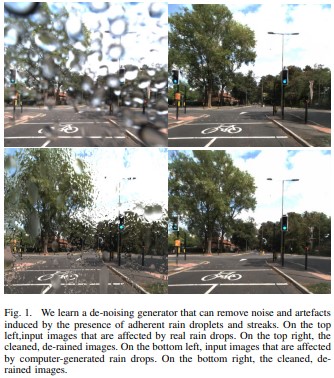 Fig. 1. We learn a de-noising generator that can remove noise and artefacts
induced by the presence of adherent rain droplets and streaks. On the top
left,input images that are affected by real rain drops. On the top right, the
cleaned, de-rained images. On the bottom left, input images that are affected
by computer-generated rain drops. On the bottom right, the cleaned, de-
rained images.